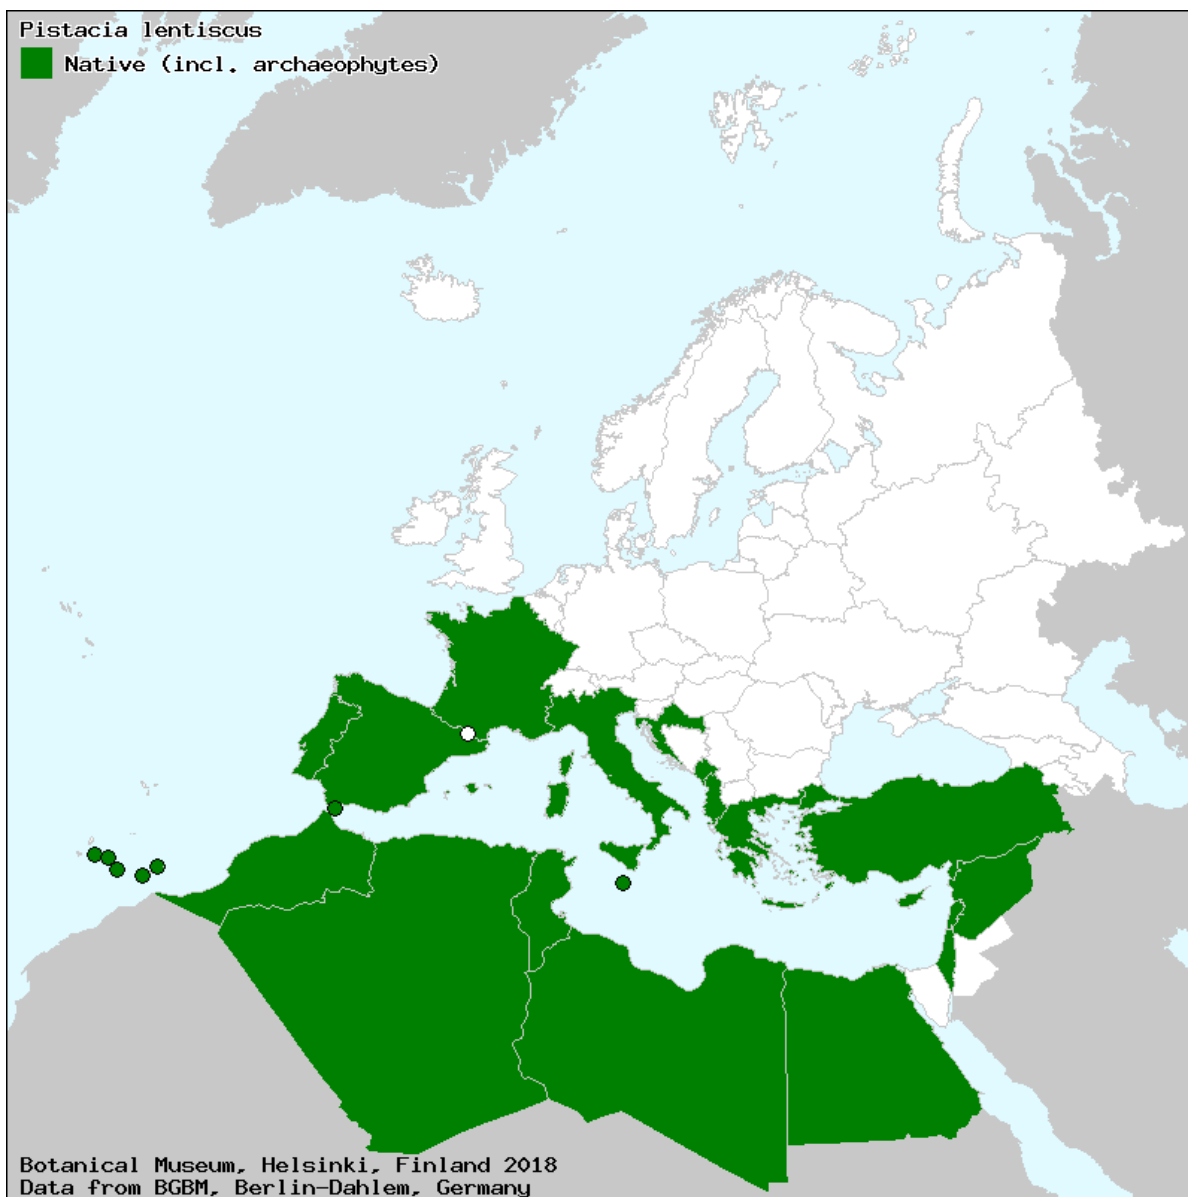 Pistacia lentiscus
Native (incl. archaeophytes)
Botanical Museum, Helsinki, Finland 2018
Data from BGBM, Berlin-Dahlem, Germany